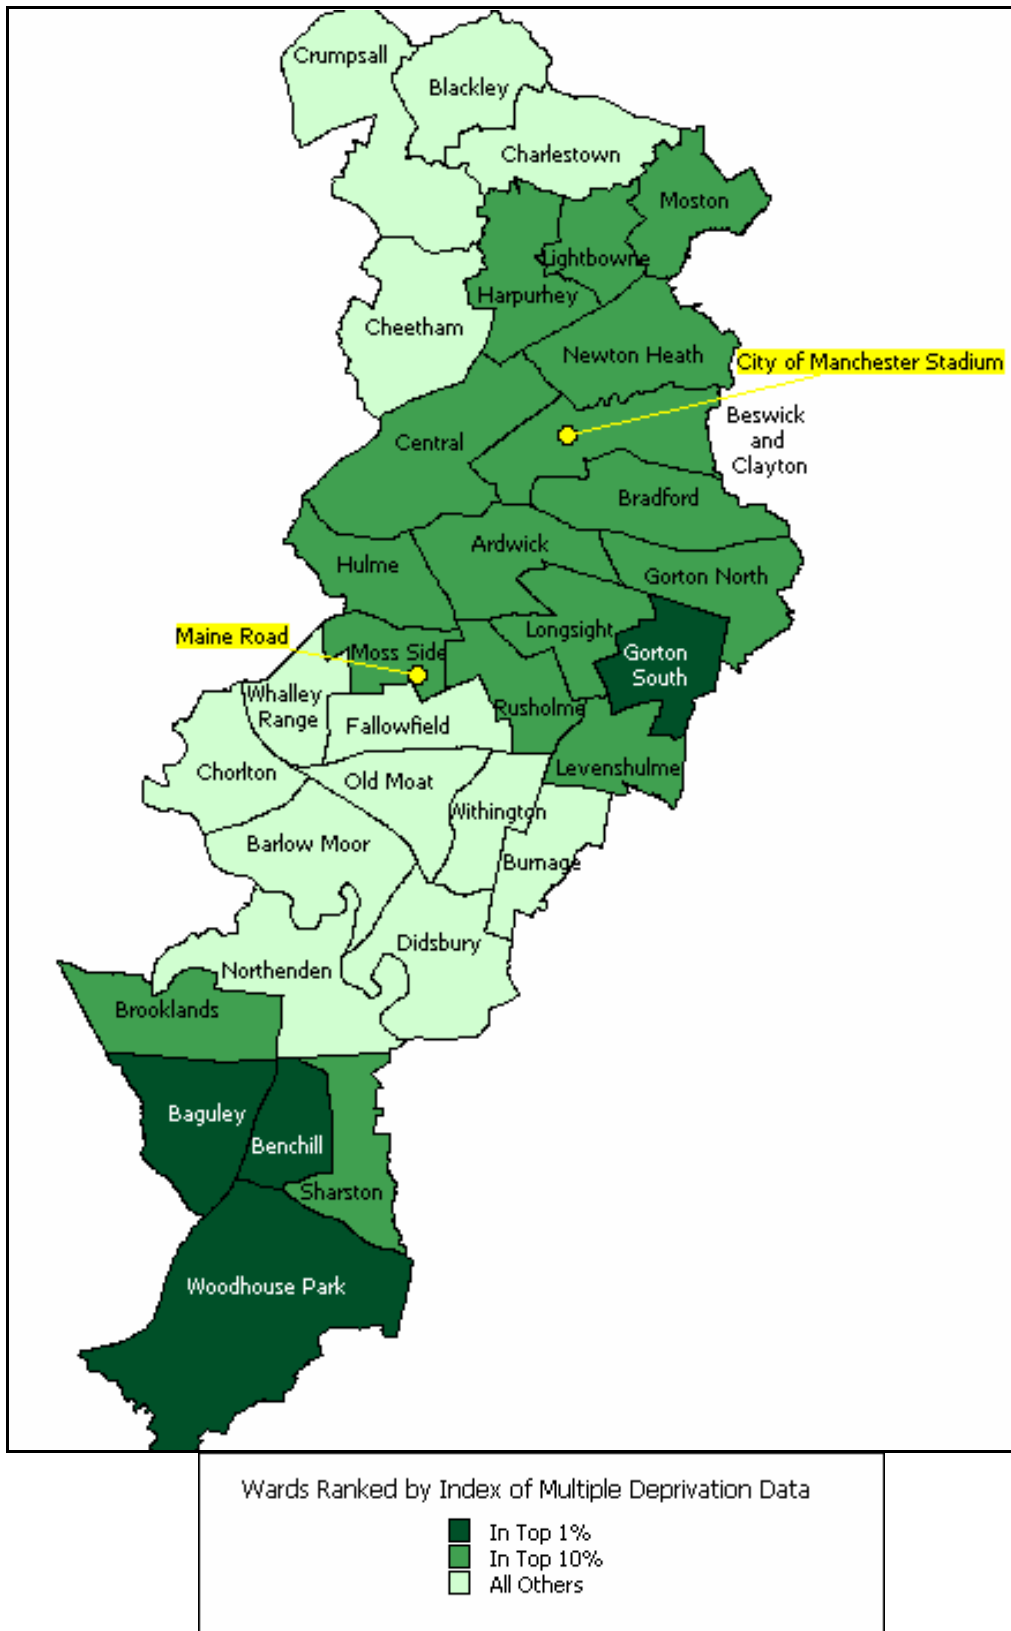 Crumpsall
Blackley
Charlestown
Moston
Lightbowne
Harpurhey
Cheetham
Newton Heath
City of Manchester Stadium
Beswick
and
Clayton
Central
Bradford
Ardwick
Hulme
Gorton North
Longsight
Maine Road
Moss Side
Gorton
South
Whalley
Range
Rusholme
Fallowfield
Levenshulme
Chorlton
Old Moat
Withington
Barlow Moor
Burnage
Didsbury
Northenden
Brooklands
Baguley
Benchill
Sharston
Woodhouse Park
Wards Ranked by Index of Multiple Deprivation Data
In Top 1%
In Top 10%
All Others